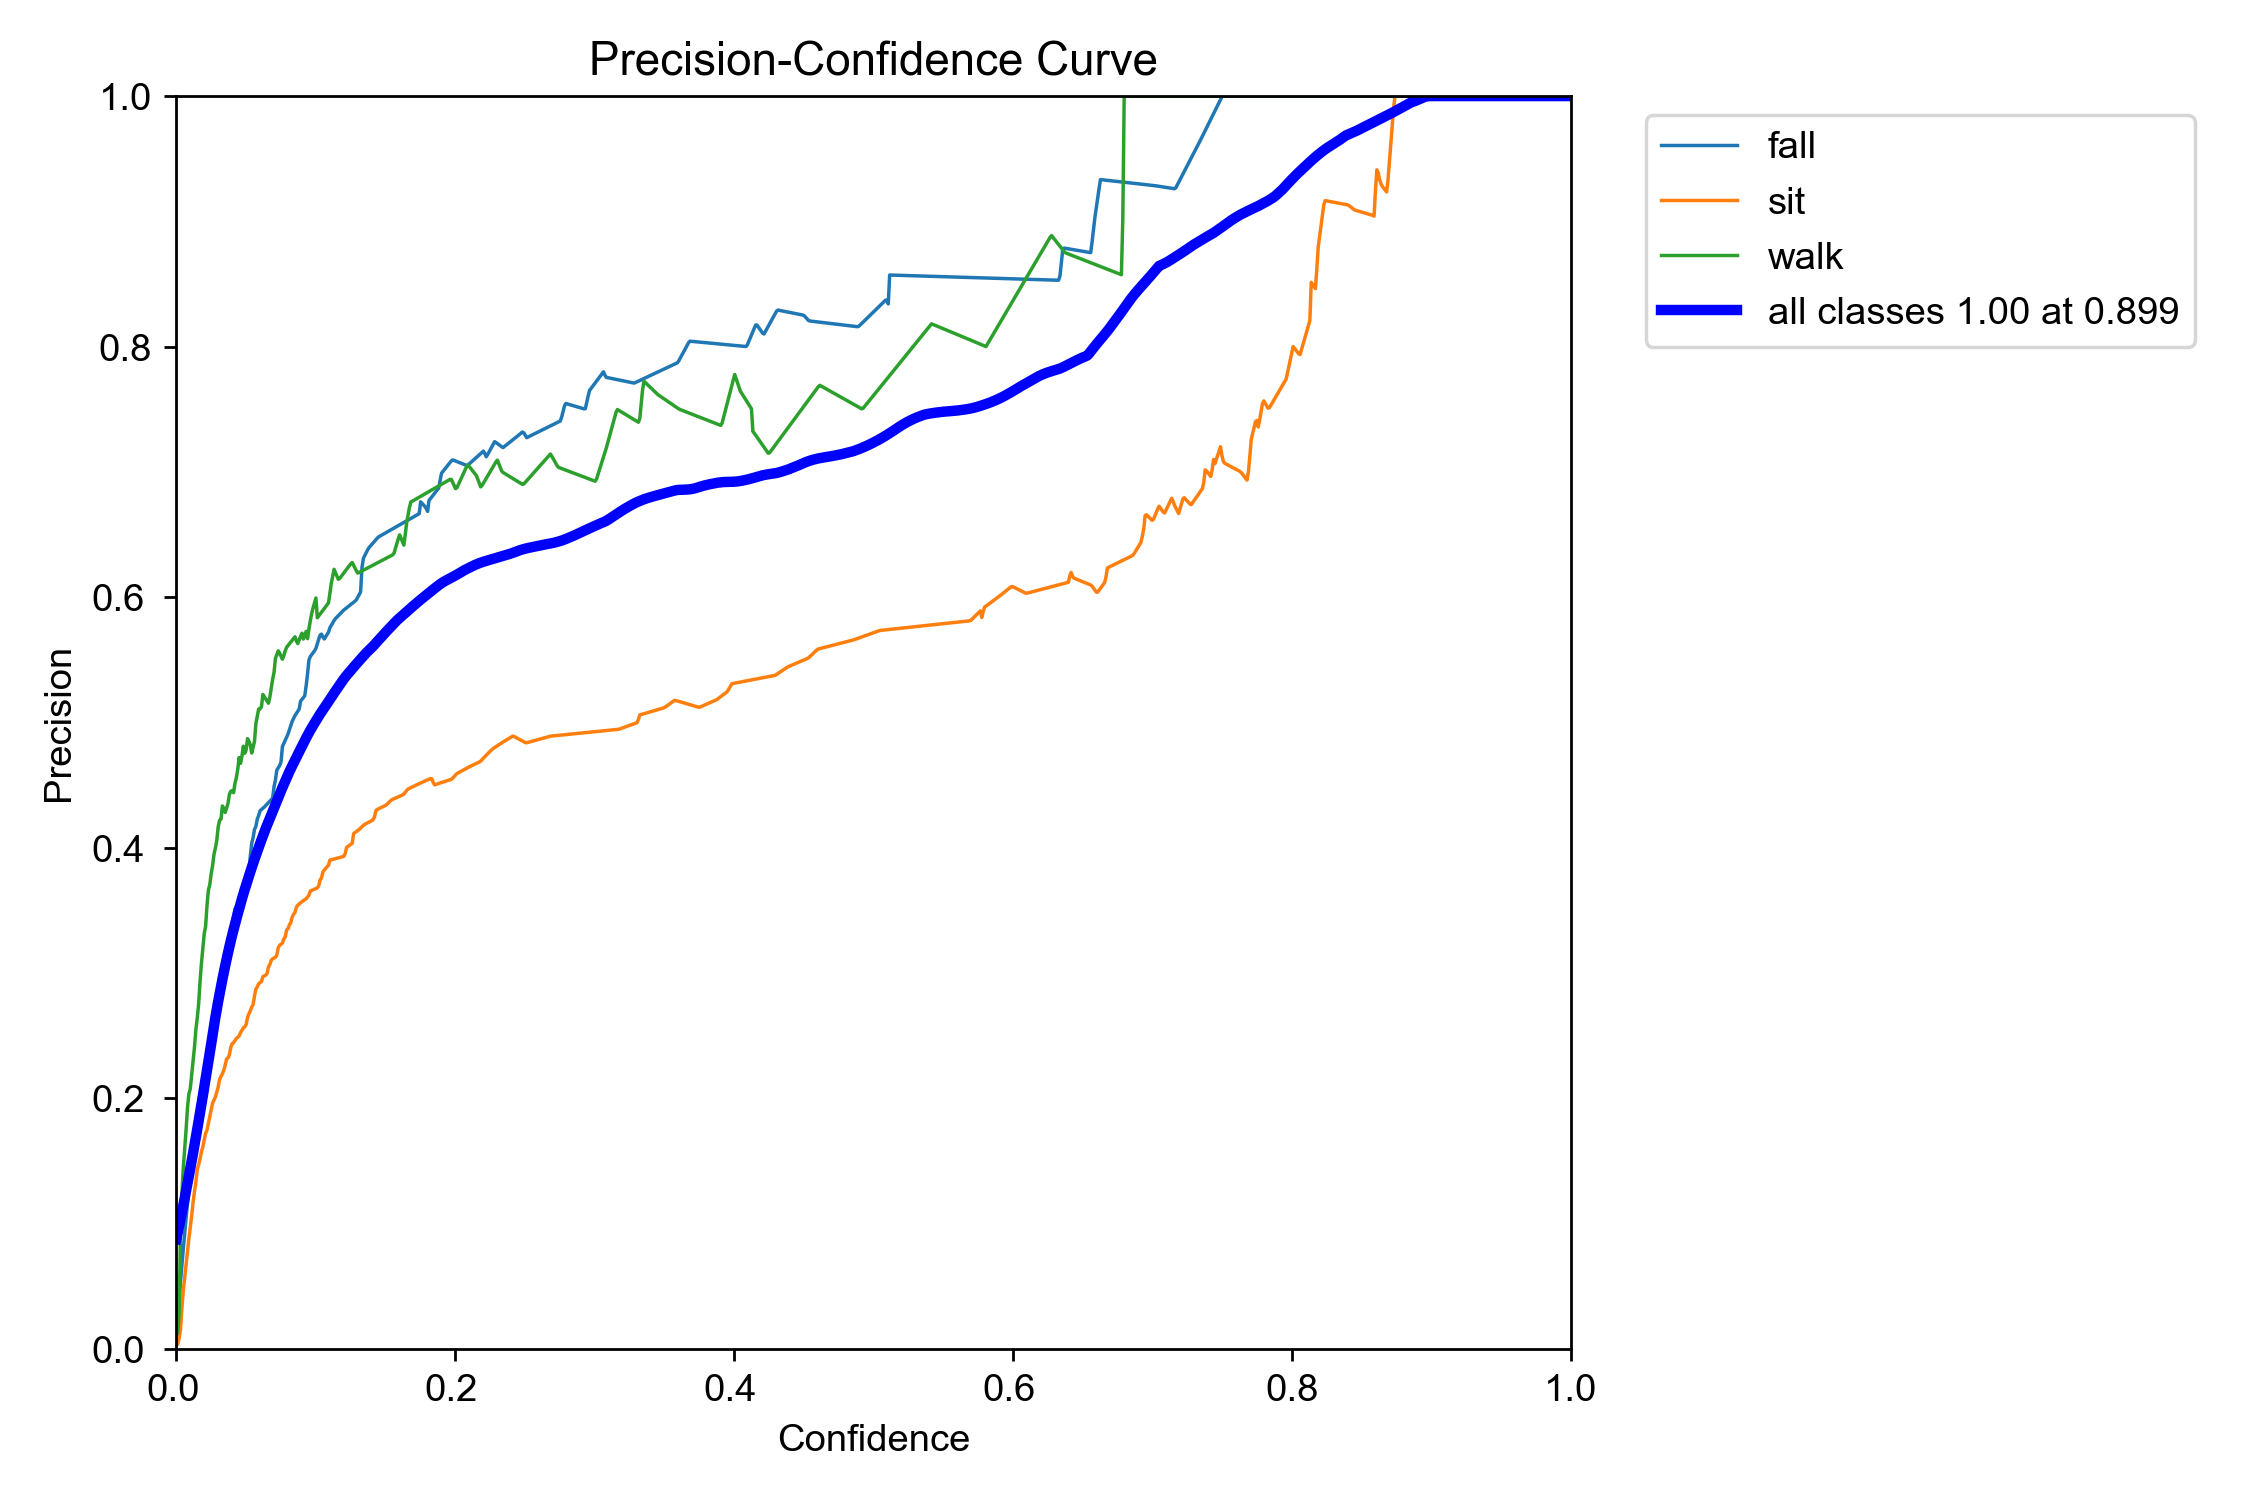 Precision-Confidence Curve
1.0
0.8
0.6
0.4
0.2
0.0
Precision
0.0 0.2 0.4 0.6 0.8 1.0
Confidence
fall
sit
walk
all classes 1.00 at 0.899